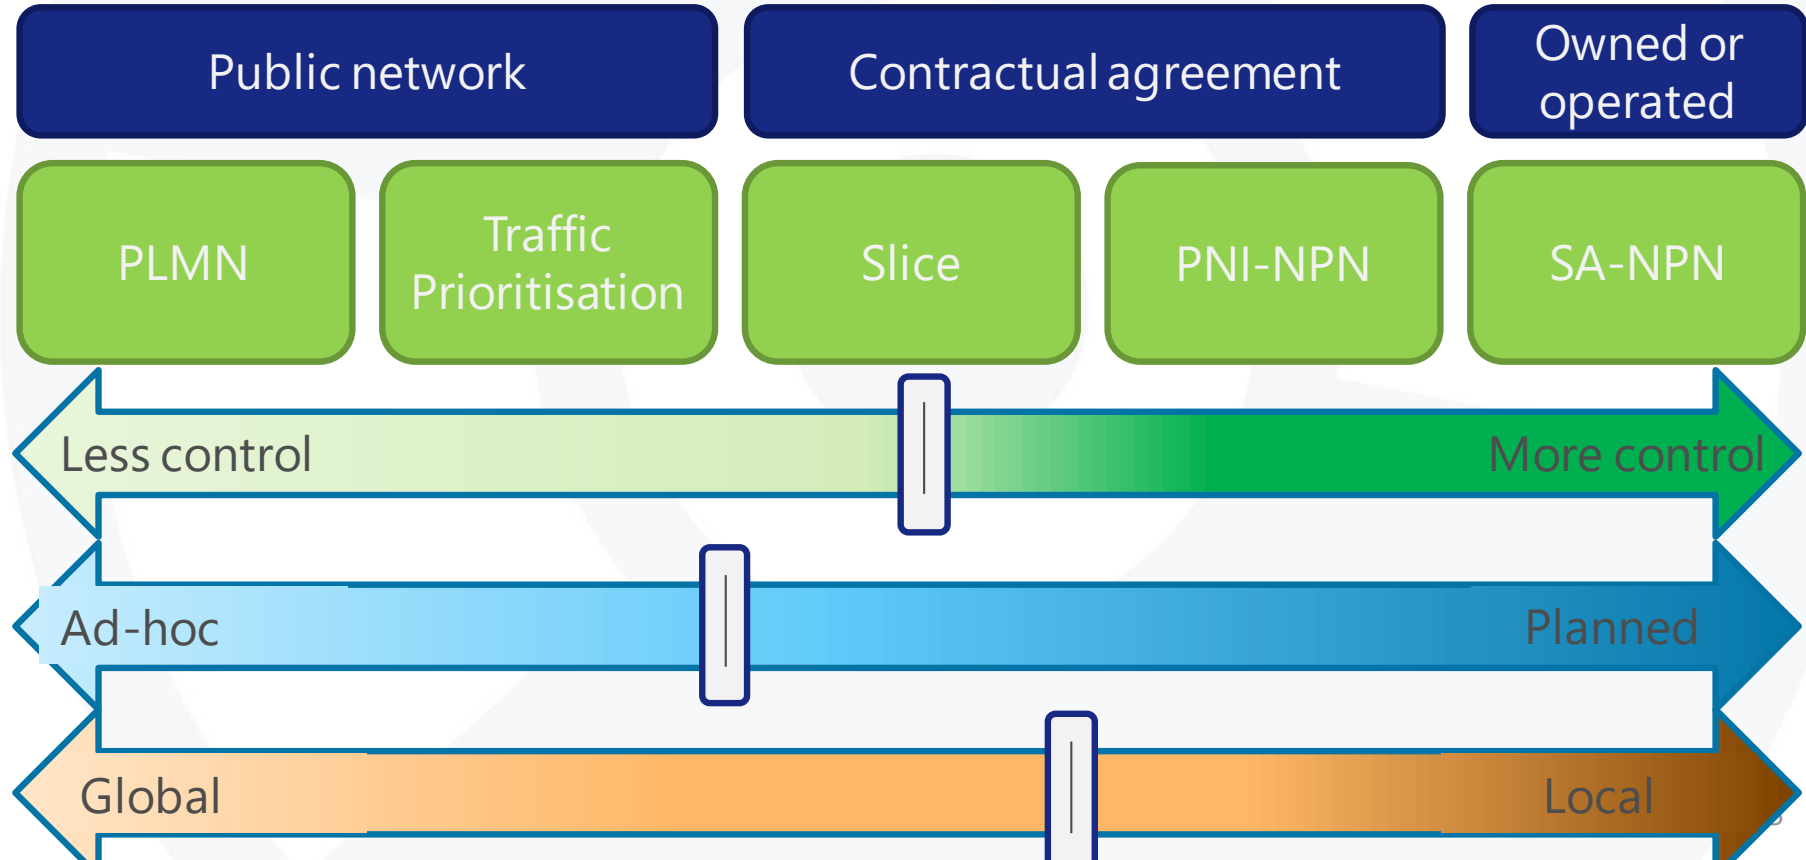 Public network
Contractual agreement
Owned or
operated
PLMN
Traffic
Prioritisation
Slice
PNI-NPN
SA-NPN
Less control
More control
Ad-hoc
Planned
Global
Local